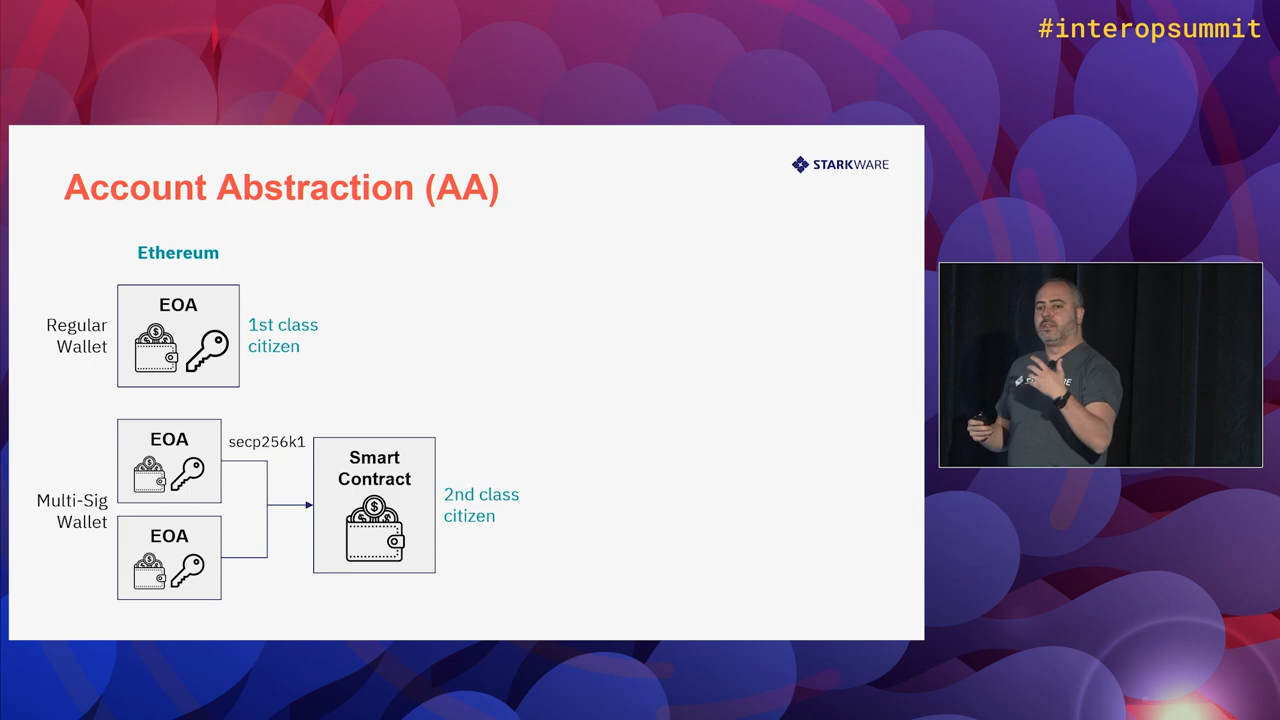 #interopsummit
STARKWARE
Account Abstraction (AA)
Ethereum
EOA
Regular
Wallet
1st class
citizen
EOA
secp256k1
Smart
Contract
Multi-Sig
Wallet
2nd class
citizen
EOA